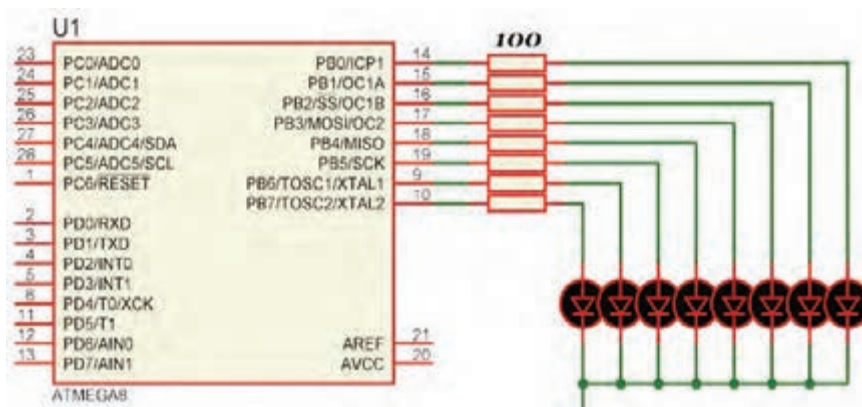 U1
100
23 PC0/ADC0 PB0/ICP1 14
24 PC1/ADC1 PB1/OC1A 15
25 PC2/ADC2 PB2/SS/OC1B 16
26 PC3/ADC3 PB3/MOSI/OC2 17
27 PC4/ADC4/SDA PB4/MISO 18
28 PC5/ADC5/SCL PB5/SCK 19
1 PC6/RESET PB6/TOSC1/XTAL1 9
PB7/TOSC2/XTAL2 10
2 PD0/RXD
3 PD1/TXD
4 PD2/INT0
5 PD3/INT1
6 PD4/T0/XCK
11 PD5/T1
12 PD6/AIN0 AREF 21
13 PD7/AIN1 AVCC 20
ATMEGA8